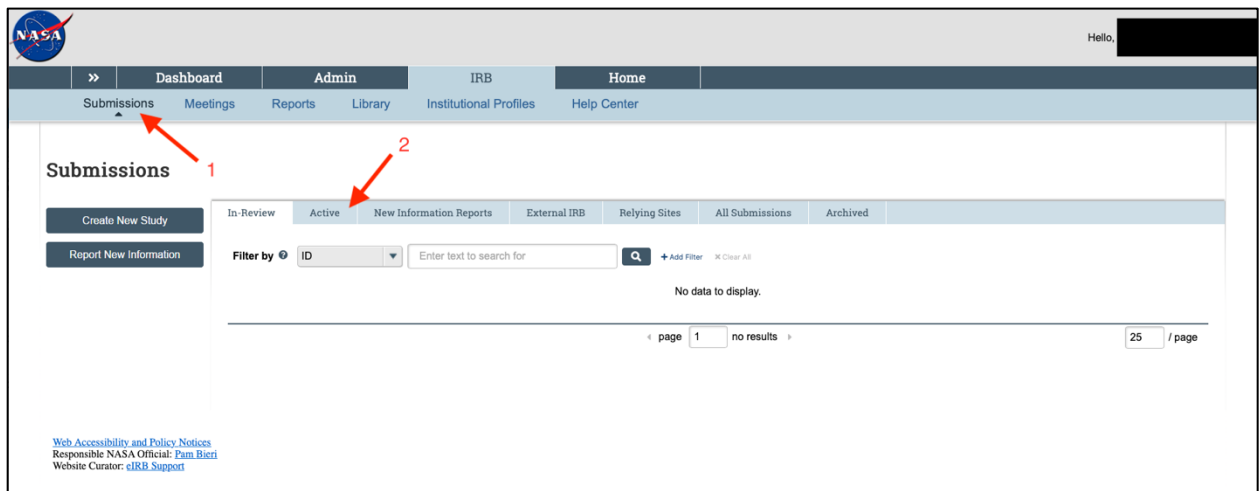 NASA
Hello,
» Dashboard Admin IRB Home
Submissions Meetings Reports Library Institutional Profiles Help Center
2
1
Submissions
Create New Study
Report New Information
In-Review Active New Information Reports External IRB Relying Sites All Submissions Archived
Filter by ? ID Enter text to search for + Add Filter × Clear All
No data to display.
page 1 no results 25 / page
Web Accessibility and Policy Notices
Responsible NASA Official: Pam Bieri
Website Curator: eIRB Support